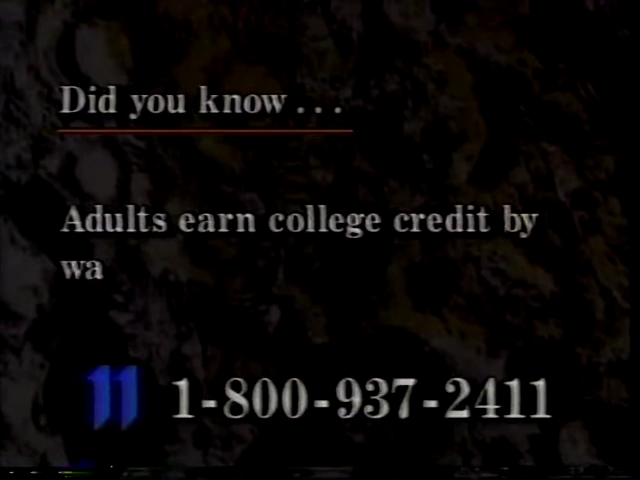 Did you know . . .
Adults earn college credit by
wa
11 1-800-937-2411